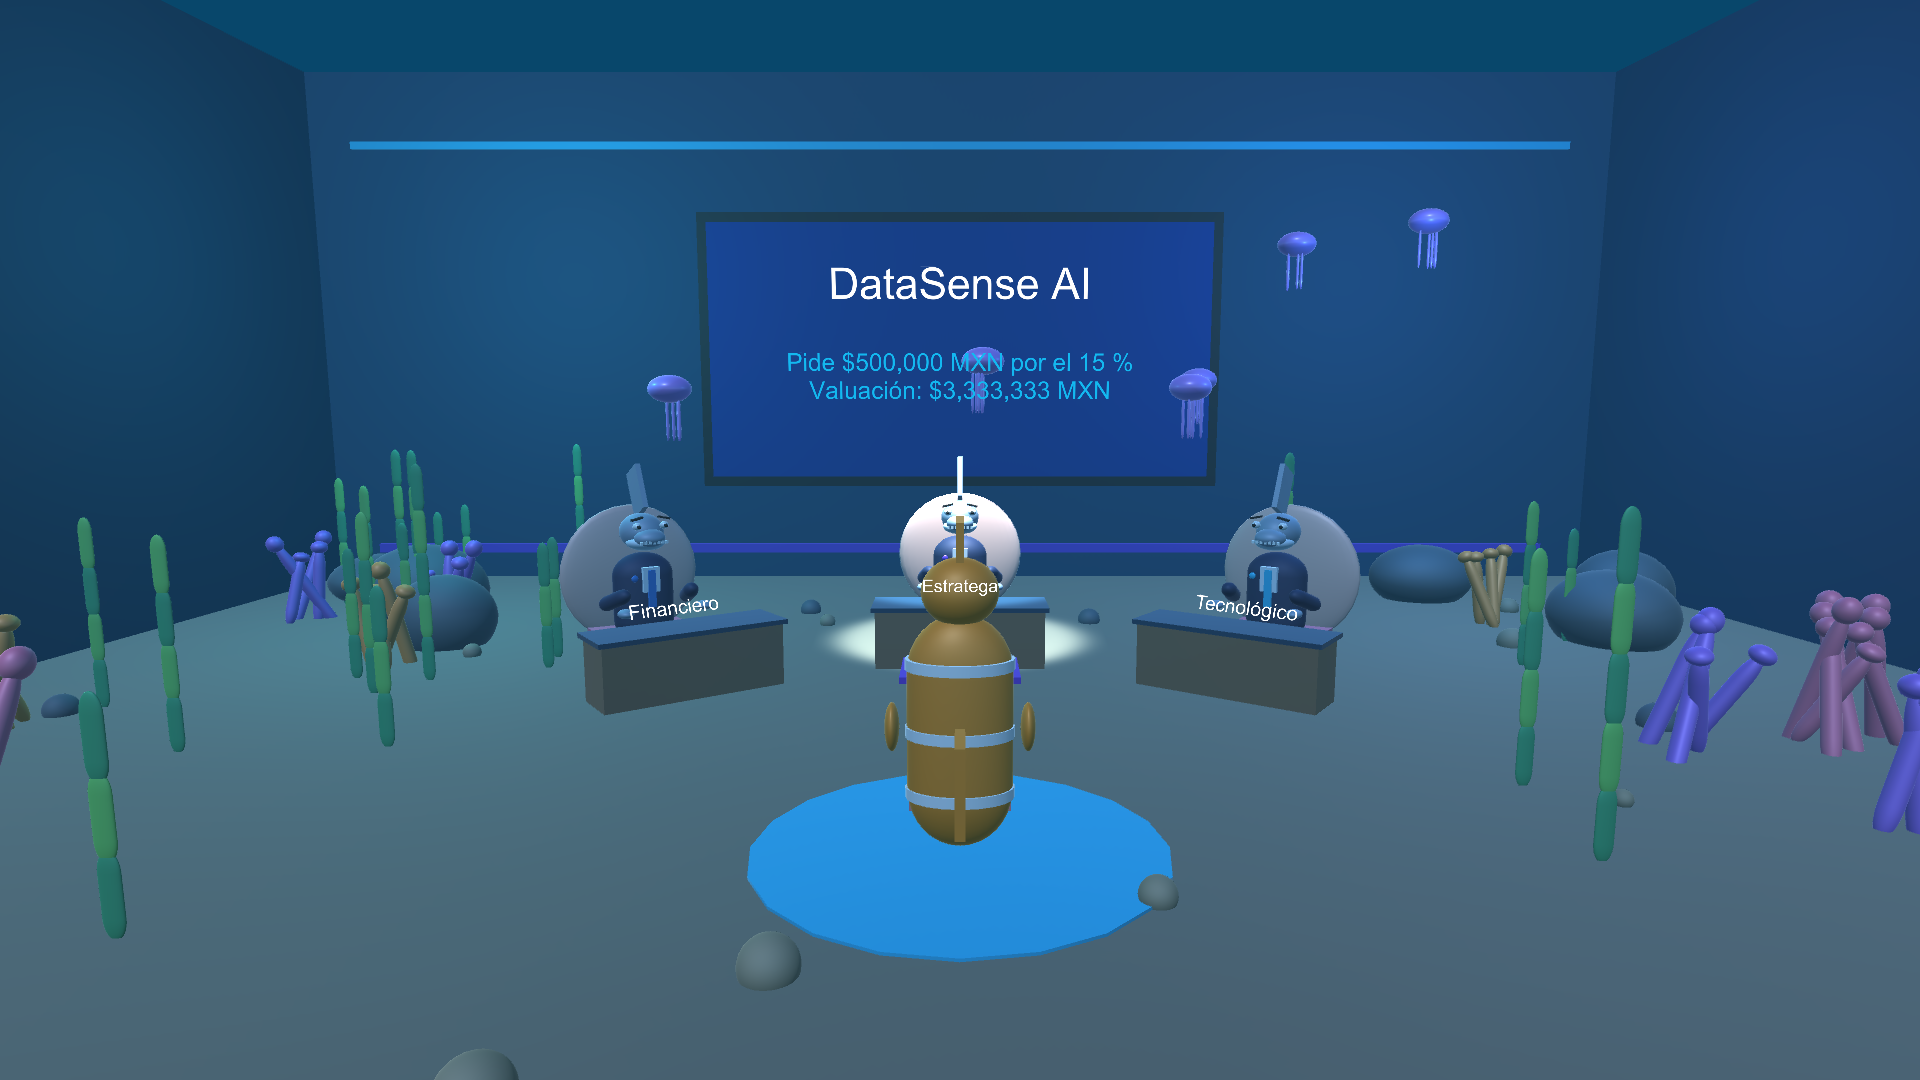 DataSense AI
Pide $500,000 MXN por el 15 %
Valuación: $3,333,333 MXN
Estratega
Financiero
Tecnológico